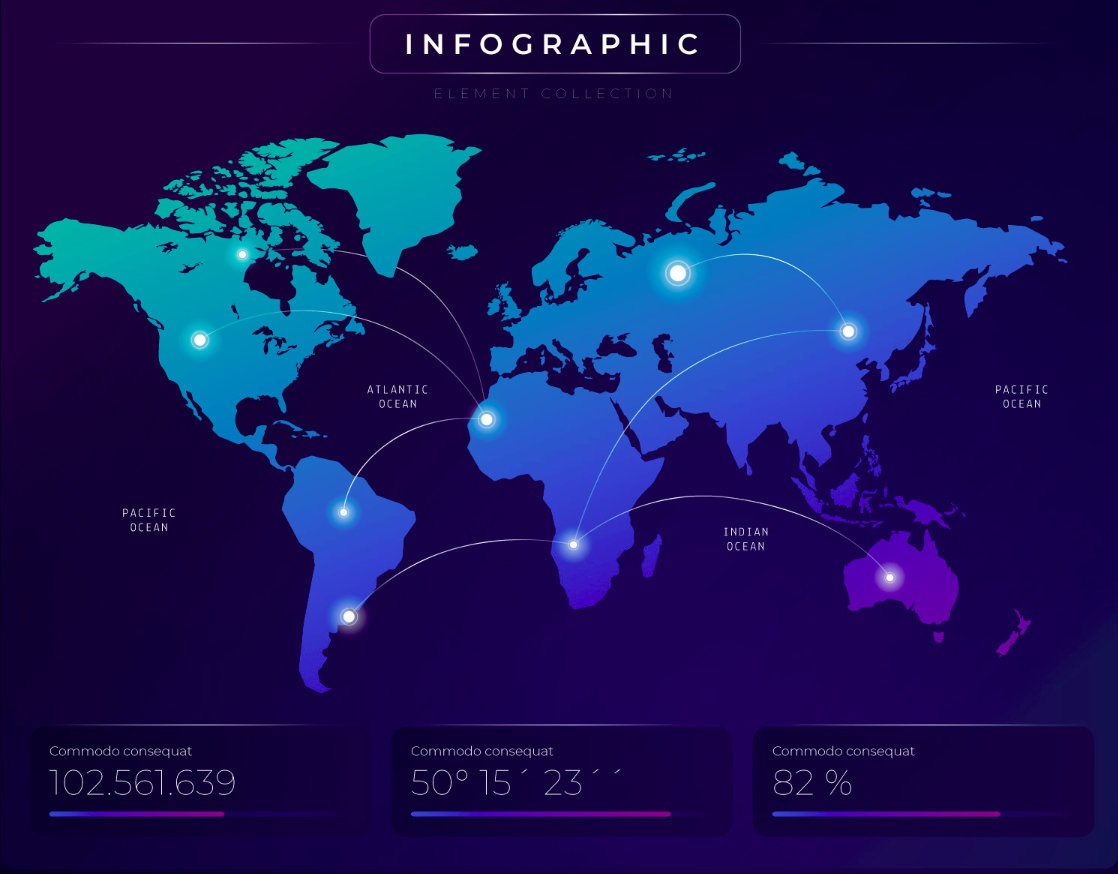 INFOGRAPHIC
ELEMENT COLLECTION
ATLANTIC
OCEAN
PACIFIC
OCEAN
PACIFIC
OCEAN
INDIAN
OCEAN
Commodo consequat
102.561.639
Commodo consequat
50° 15´ 23´´
Commodo consequat
82 %